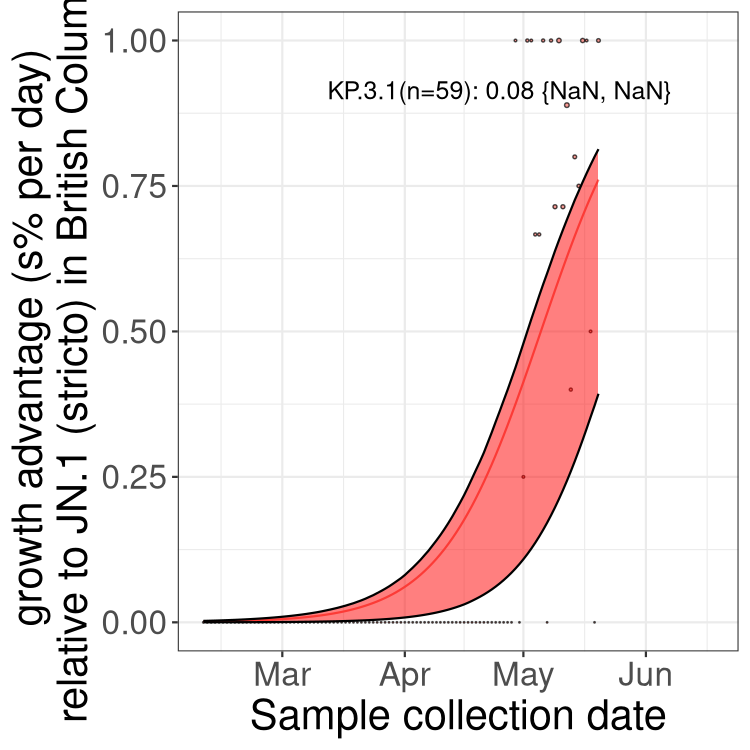 growth advantage (s% per day)
relative to JN.1 (stricto) in British Colum
1.00
0.75
0.50
0.25
0.00
KP.3.1(n=59): 0.08 {NaN, NaN}
Mar Apr May Jun
Sample collection date